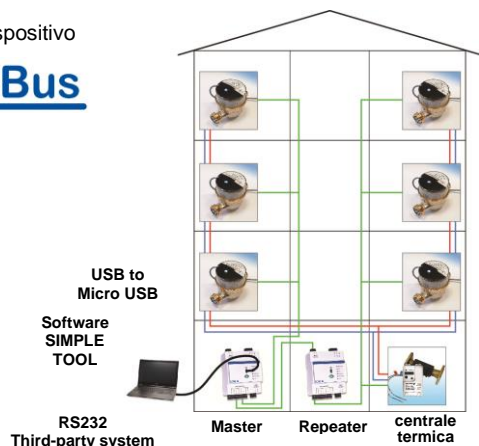 spositivo
Bus
USB to
Micro USB
Software
SIMPLE
TOOL
RS232
Third-party system
Master
Repeater
centrale
termica